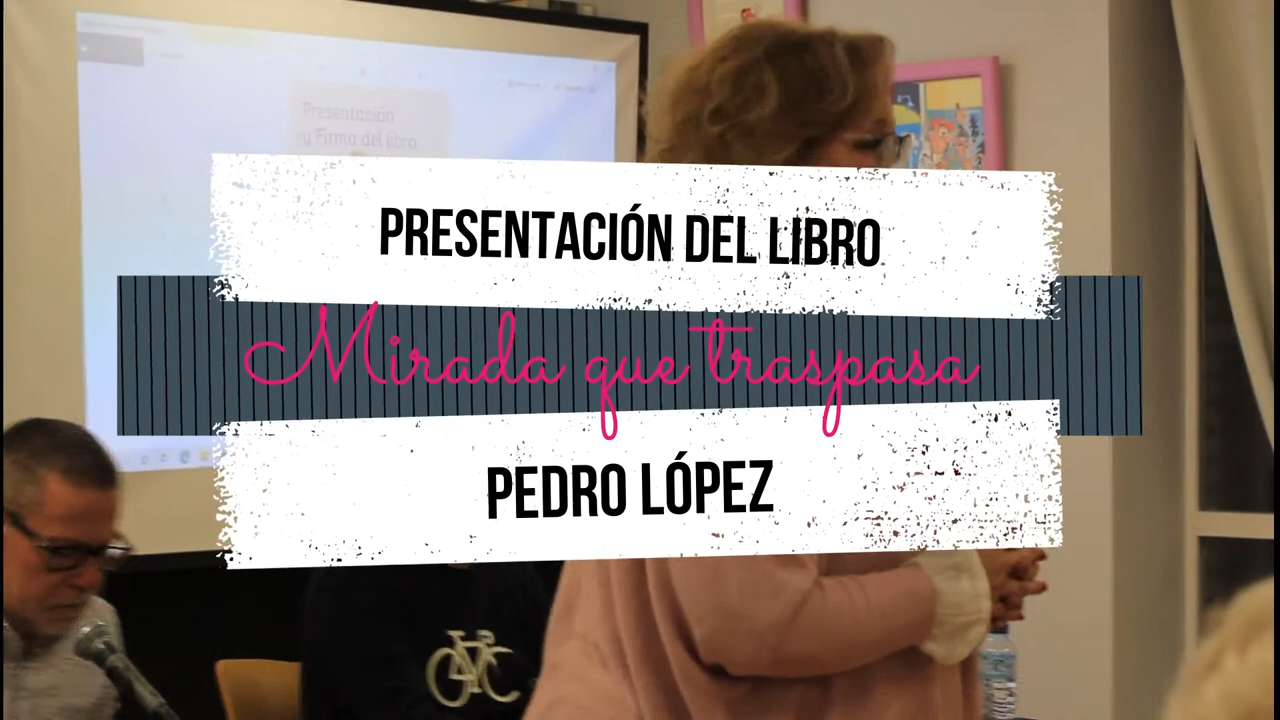 Presentación
y Firma del libro
PRESENTACIÓN DEL LIBRO
Mirada que traspasa
PEDRO LÓPEZ